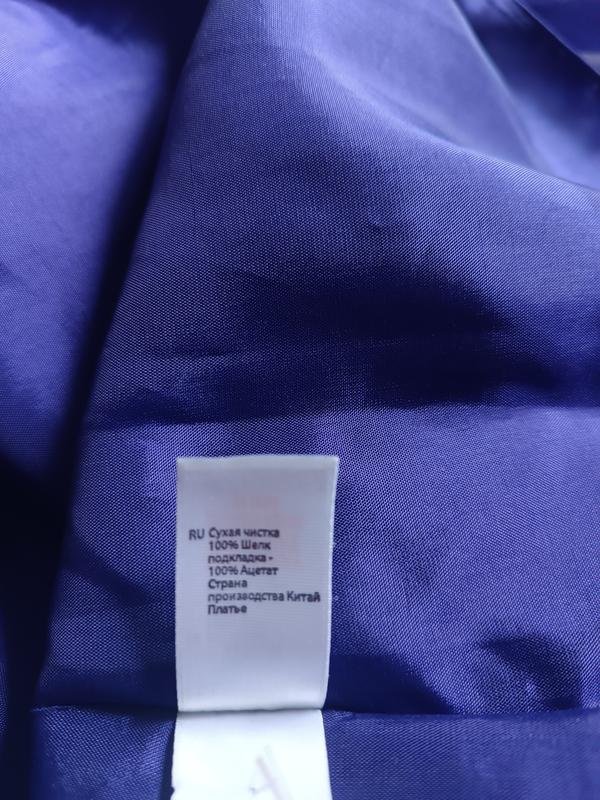 RU Сухая чистка
100% Шелк
подкладка -
100% Ацетат
Страна
производства Китай
Платье